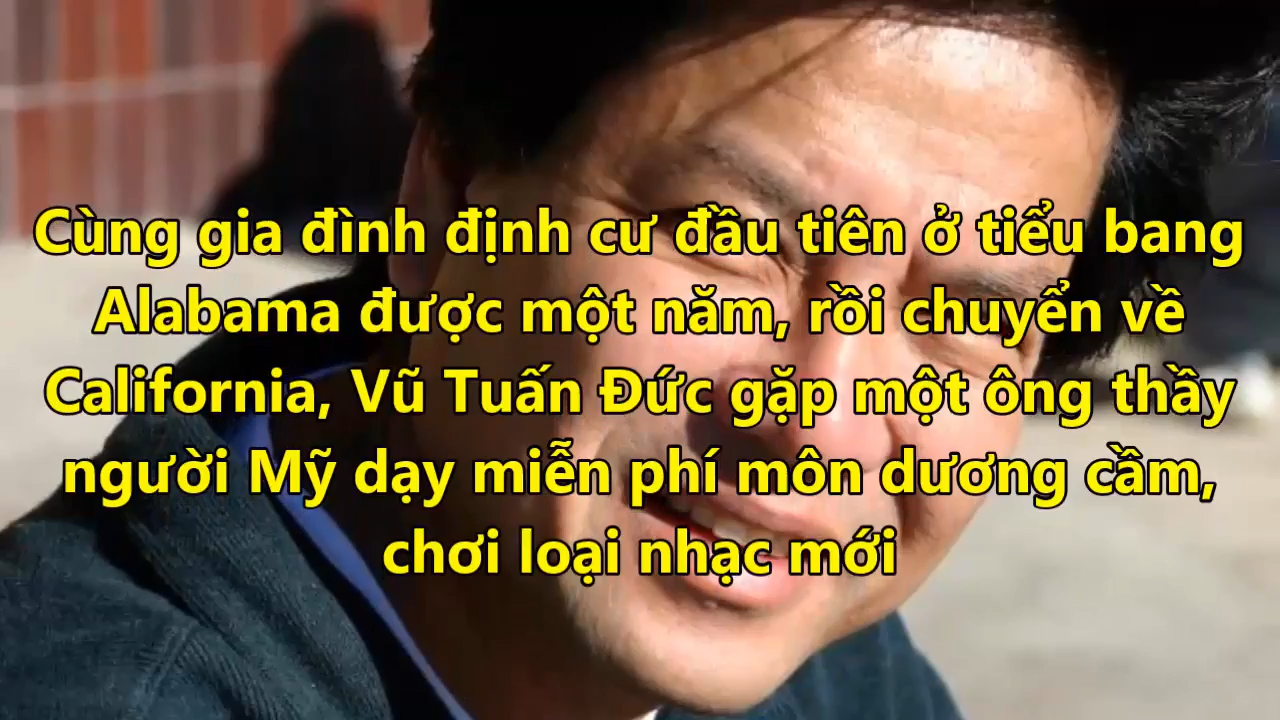 Cùng gia đình định cư đầu tiên ở tiểu bang
Alabama được một năm, rồi chuyển về
California, Vũ Tuấn Đức gặp một ông thầy
người Mỹ dạy miễn phí môn dương cầm,
chơi loại nhạc mới